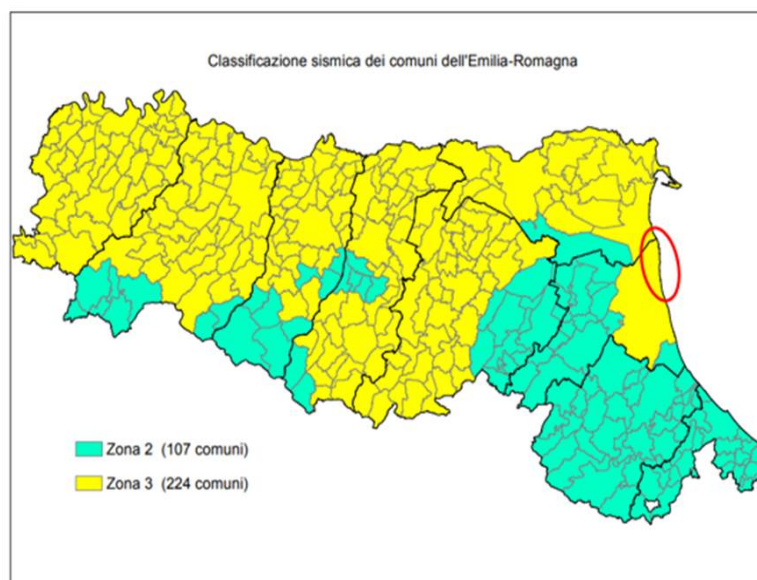 Classificazione sismica dei comuni dell'Emilia-Romagna
Zona 2 (107 comuni)
Zona 3 (224 comuni)